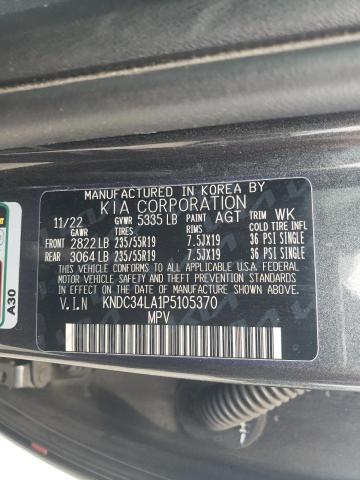 MANUFACTURED IN KOREA BY
KIA CORPORATION
11/22 GVWR 5335 LB PAINT AGT TRIM WK
GAWR TIRES RIMS COLD TIRE INFL
FRONT 2822 LB 235/55R19 7.5JX19 36 PSI SINGLE
REAR 3064 LB 235/55R19 7.5JX19 36 PSI SINGLE
THIS VEHICLE CONFORMS TO ALL APPLICABLE U.S.A. FEDERAL
MOTOR VEHICLE SAFETY, BUMPER, AND THEFT PREVENTION
STANDARDS IN EFFECT ON THE DATE OF MANUFACTURE SHOWN ABOVE.
V.I.N KNDC34LA1P5105370
MPV
A30